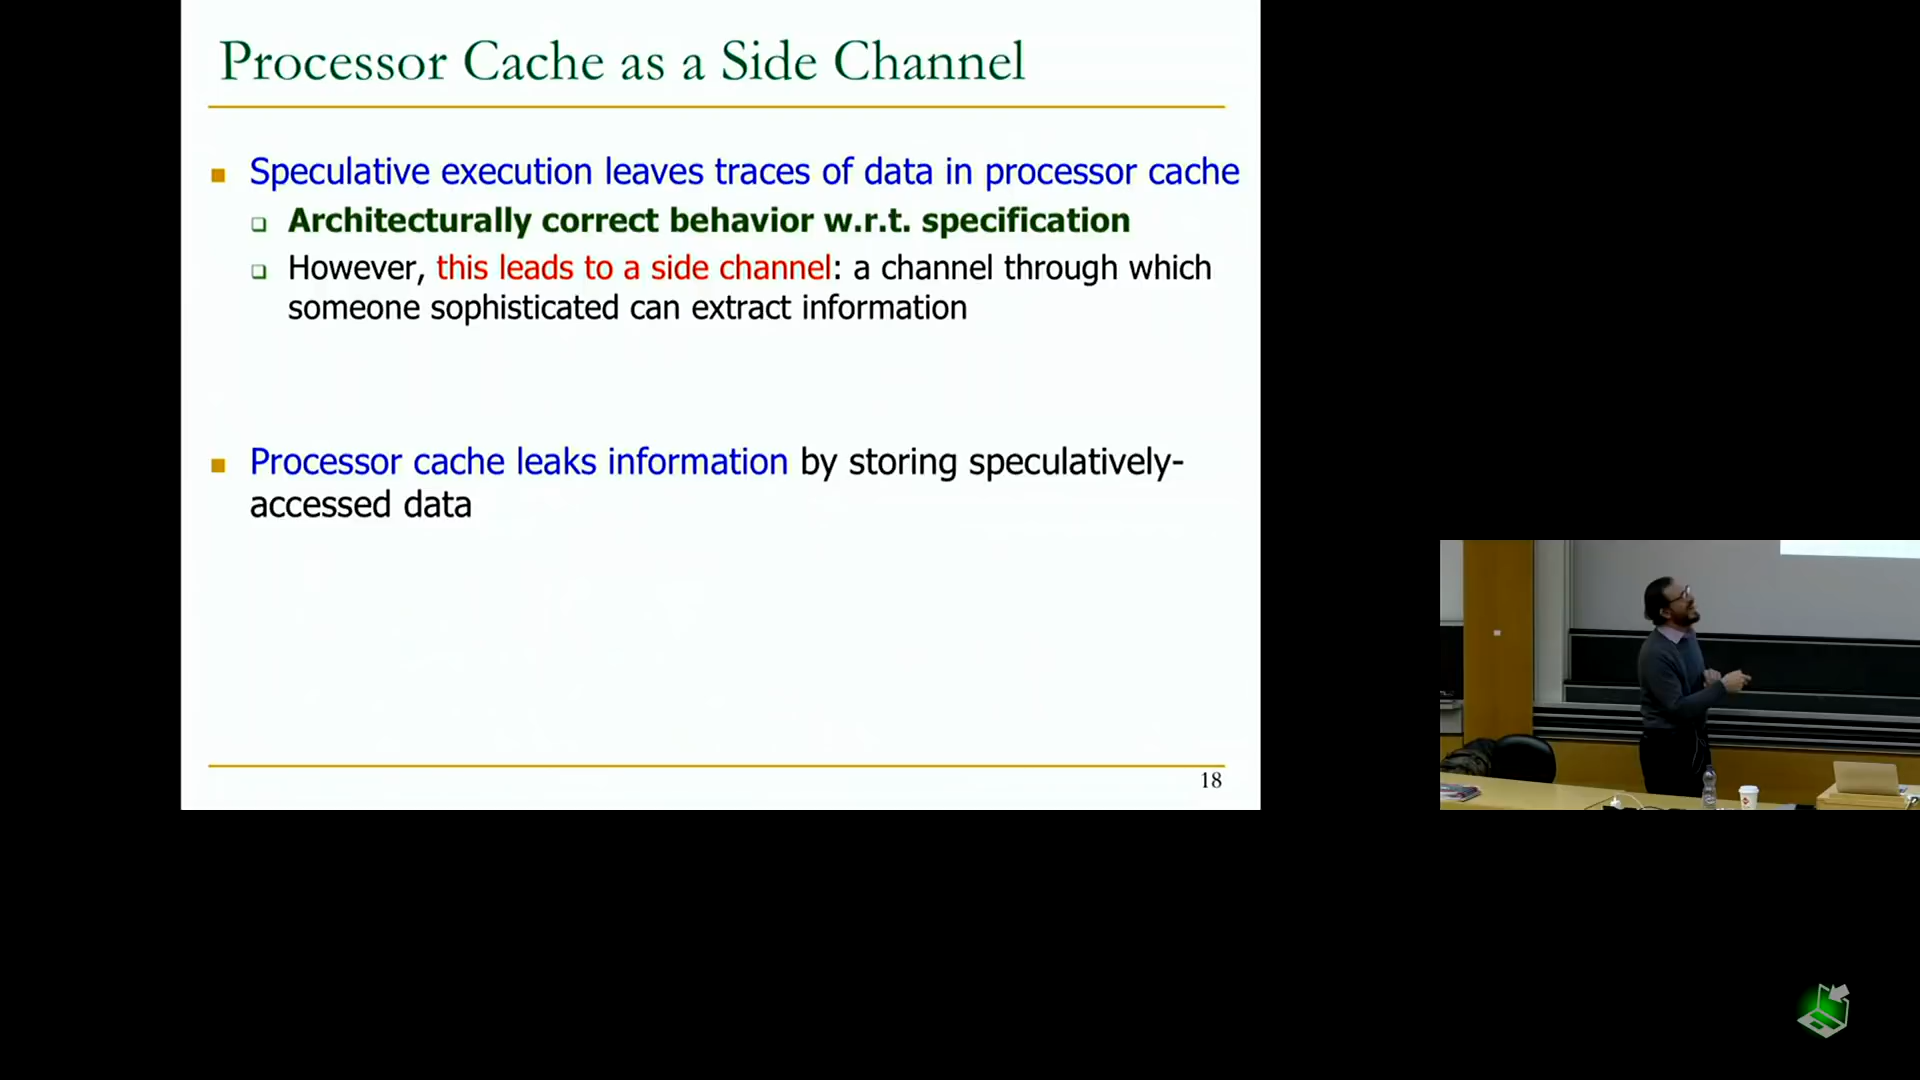 Processor Cache as a Side Channel
Speculative execution leaves traces of data in processor cache
Architecturally correct behavior w.r.t. specification
However, this leads to a side channel: a channel through which
someone sophisticated can extract information
Processor cache leaks information by storing speculatively-
accessed data
18